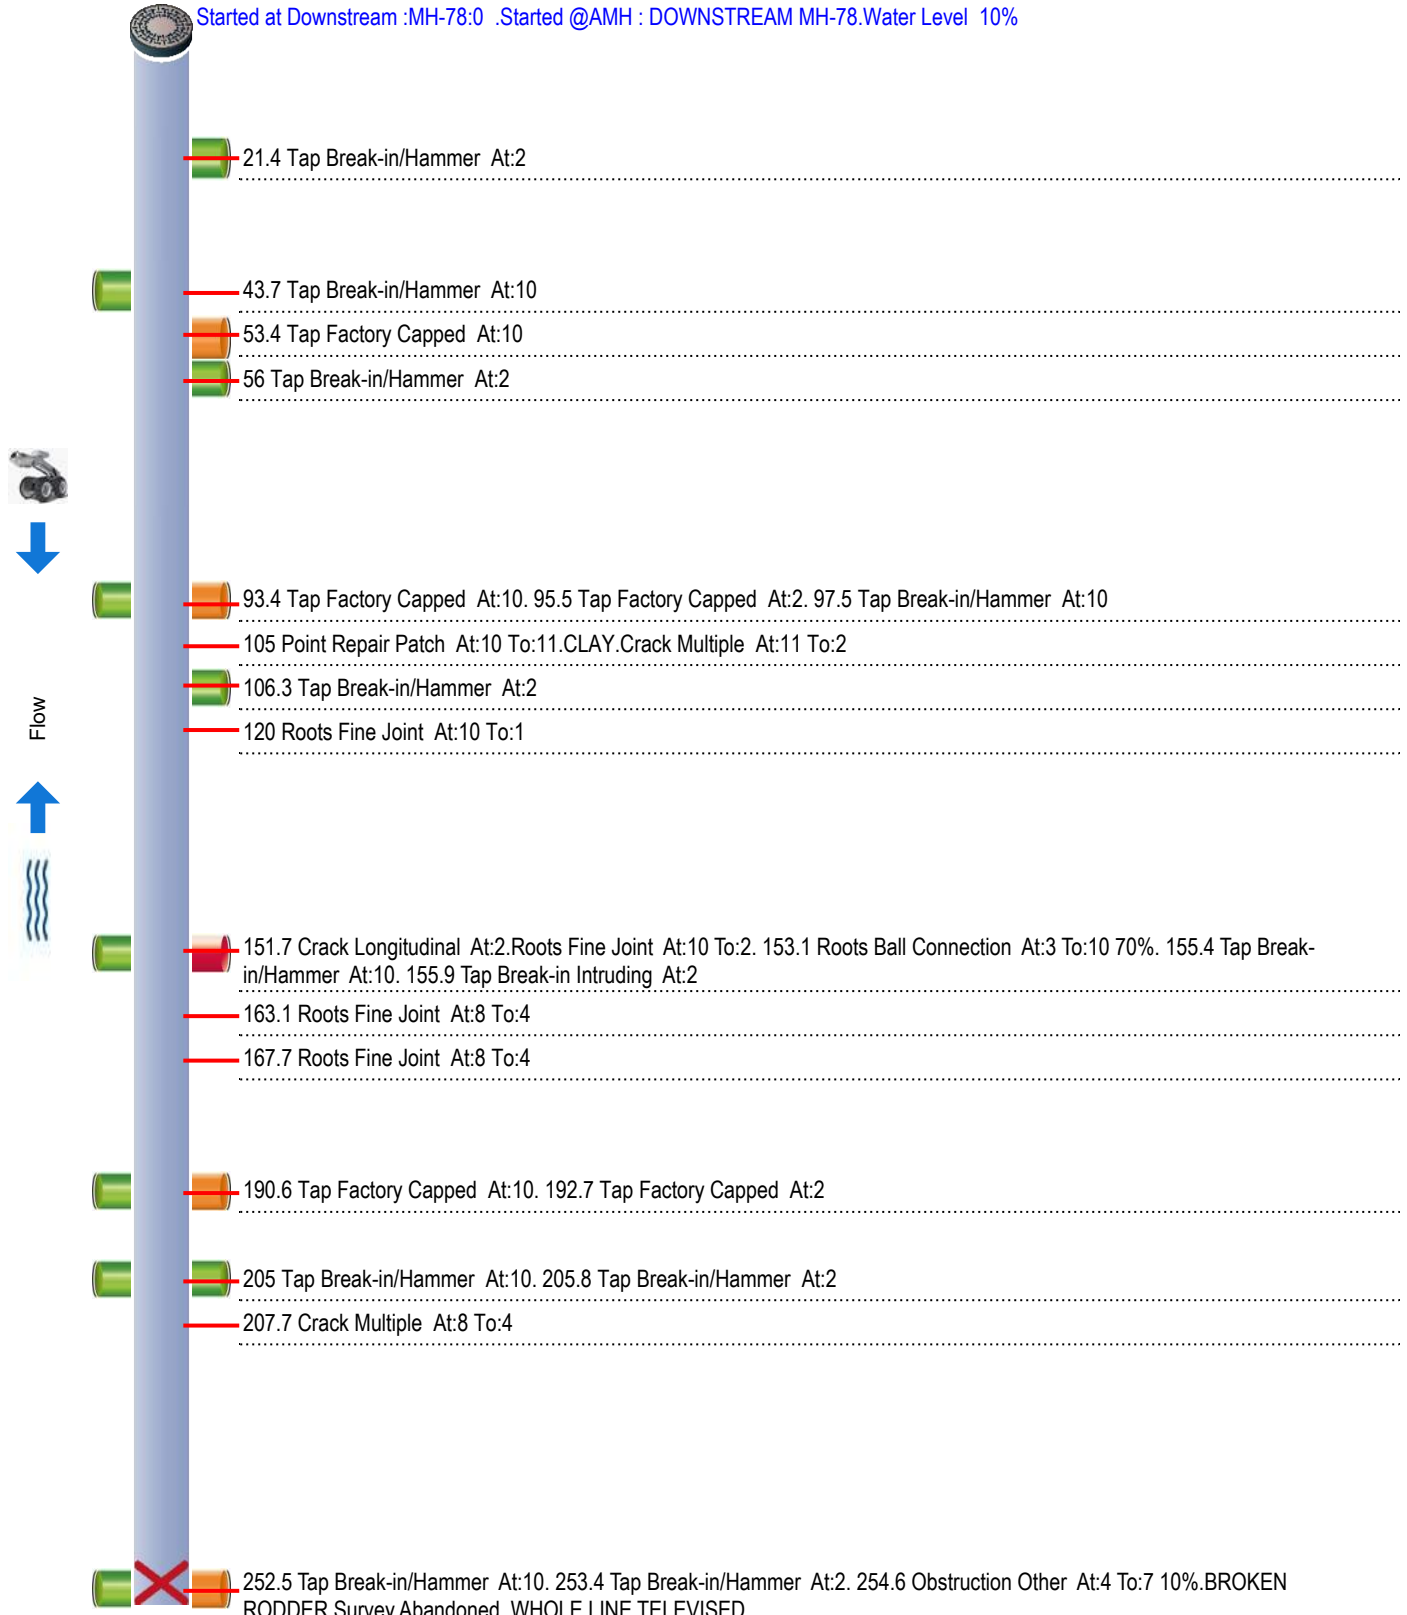 Started at Downstream :MH-78:0 .Started @AMH : DOWNSTREAM MH-78.Water Level 10%
21.4 Tap Break-in/Hammer At:2
43.7 Tap Break-in/Hammer At:10
53.4 Tap Factory Capped At:10
56 Tap Break-in/Hammer At:2
93.4 Tap Factory Capped At:10. 95.5 Tap Factory Capped At:2. 97.5 Tap Break-in/Hammer At:10
105 Point Repair Patch At:10 To:11.CLAY.Crack Multiple At:11 To:2
106.3 Tap Break-in/Hammer At:2
Flow
120 Roots Fine Joint At:10 To:1
151.7 Crack Longitudinal At:2.Roots Fine Joint At:10 To:2. 153.1 Roots Ball Connection At:3 To:10 70%. 155.4 Tap Break-
in/Hammer At:10. 155.9 Tap Break-in Intruding At:2
163.1 Roots Fine Joint At:8 To:4
167.7 Roots Fine Joint At:8 To:4
190.6 Tap Factory Capped At:10. 192.7 Tap Factory Capped At:2
205 Tap Break-in/Hammer At:10. 205.8 Tap Break-in/Hammer At:2
207.7 Crack Multiple At:8 To:4
252.5 Tap Break-in/Hammer At:10. 253.4 Tap Break-in/Hammer At:2. 254.6 Obstruction Other At:4 To:7 10%.BROKEN
RODDER.Survey Abandoned WHOLE LINE TELEVISED